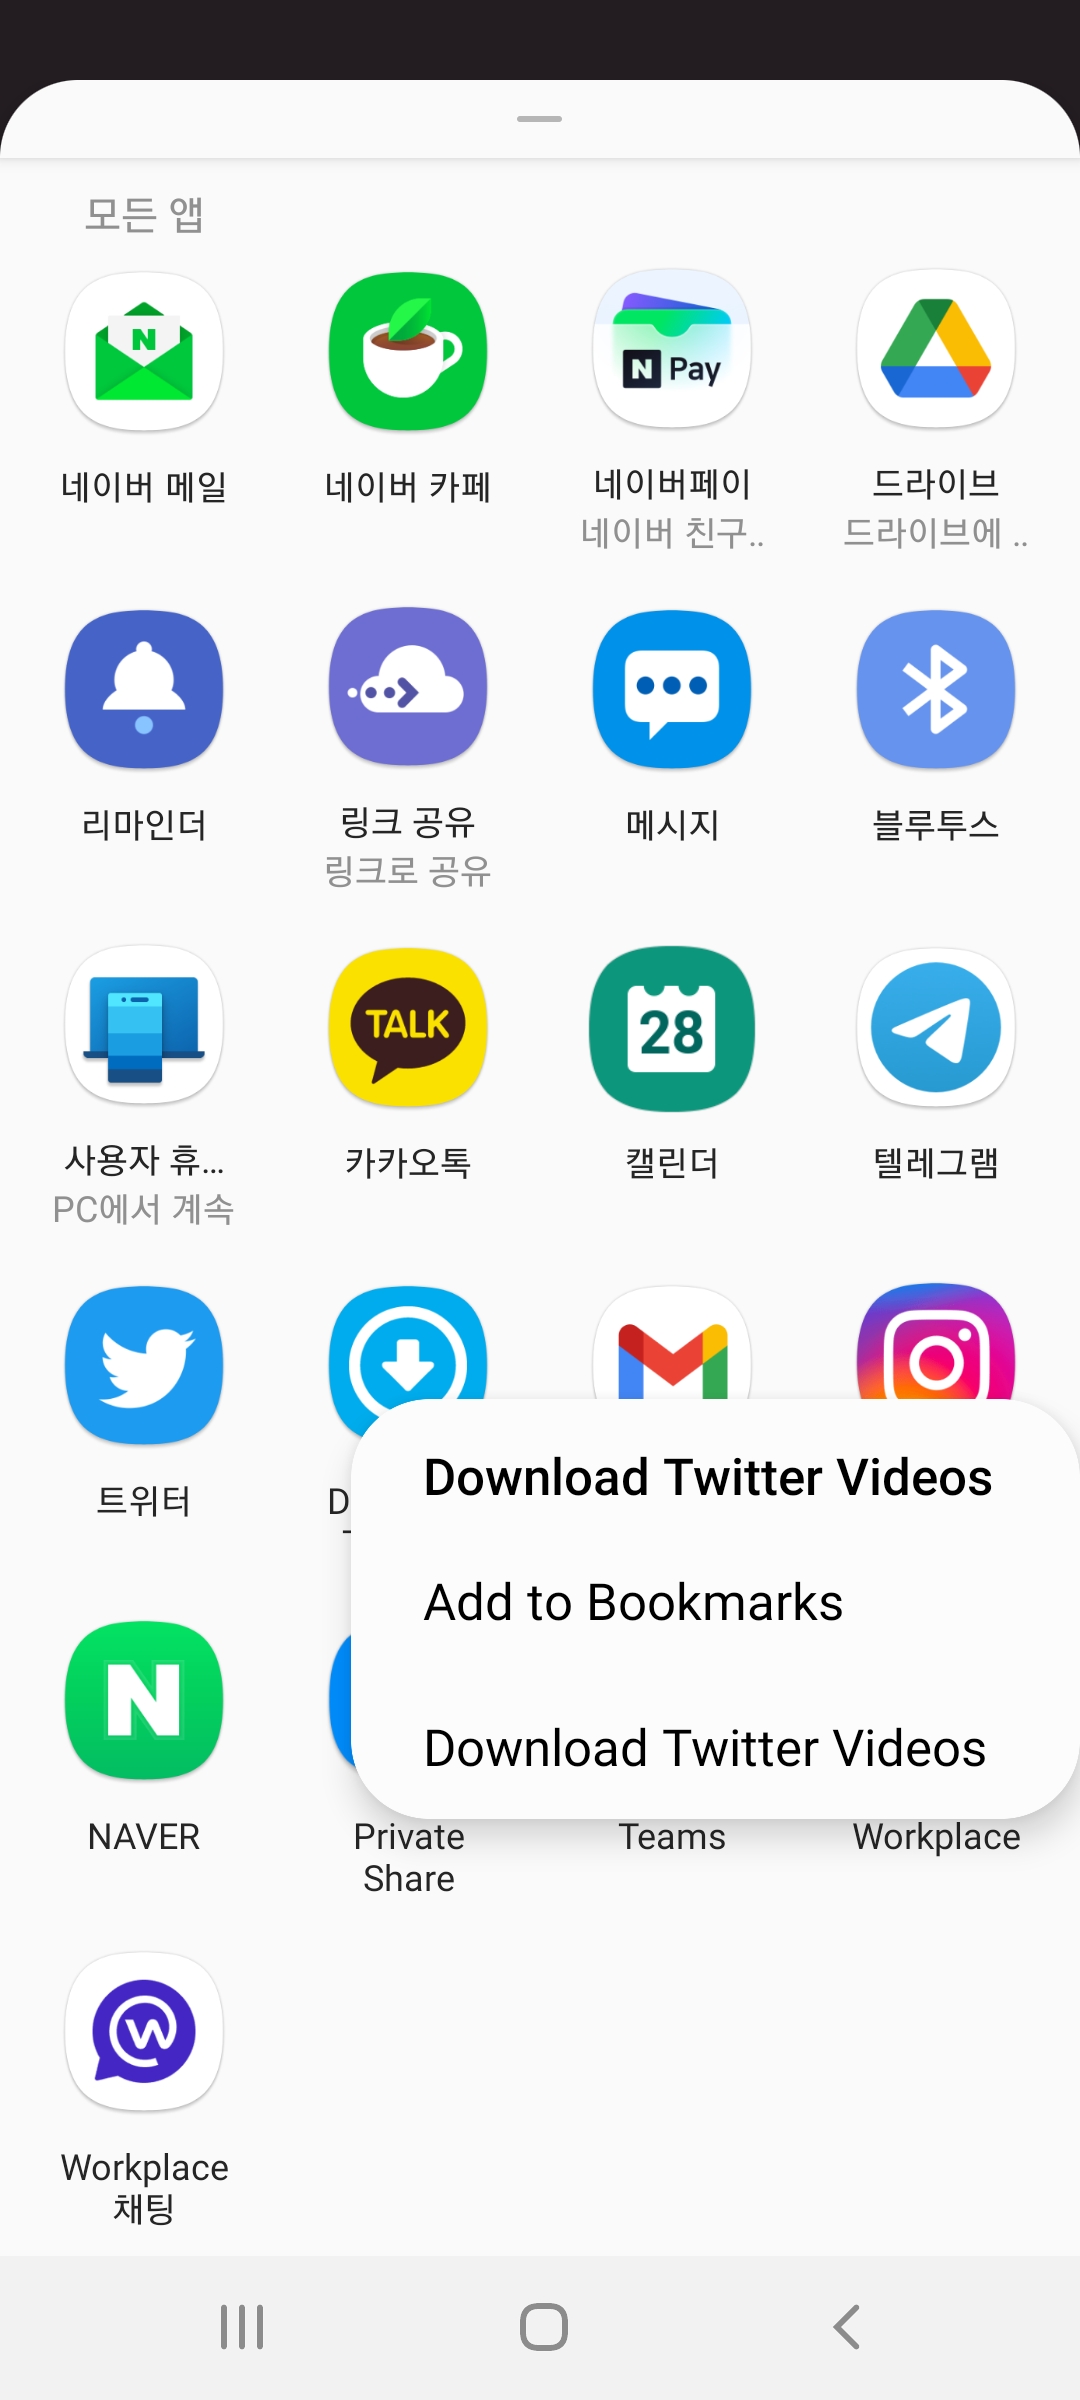 모든 앱
N
N Pay
네이버 메일
네이버 카페
네이버페이
네이버 친구..
드라이브
드라이브에 ..
리마인더
링크 공유
링크로 공유
메시지
블루투스
TALK
28
사용자 휴...
PC에서 계속
카카오톡
캘린더
텔레그램
트위터
D
Download Twitter Videos
Add to Bookmarks
Download Twitter Videos
N
NAVER
Private
Share
Teams
Workplace
W
Workplace
채팅